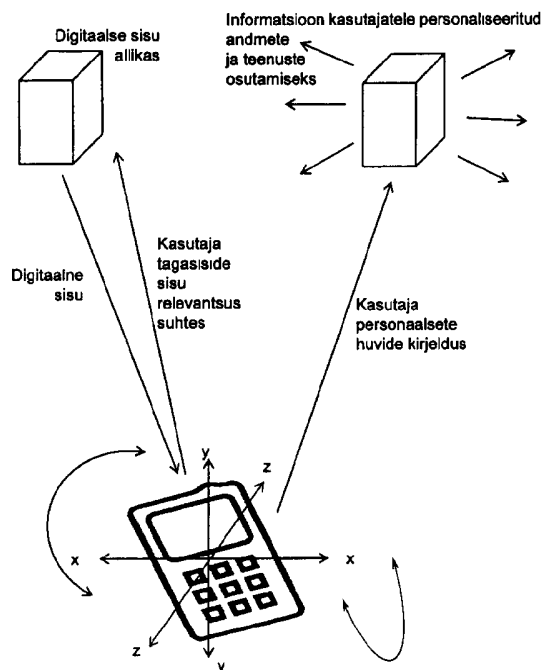 Digitaalse sisu
allikas
Informatsioon kasutajatele personaliseeritud
andmete
ja teenuste
osutamiseks
Digitaalne
sisu
Kasutaja
tagasiside
sisu
relevantsus
suhtes
Kasutaja
personaalsete
huvide kirjeldus
y
z
x
x
z
y